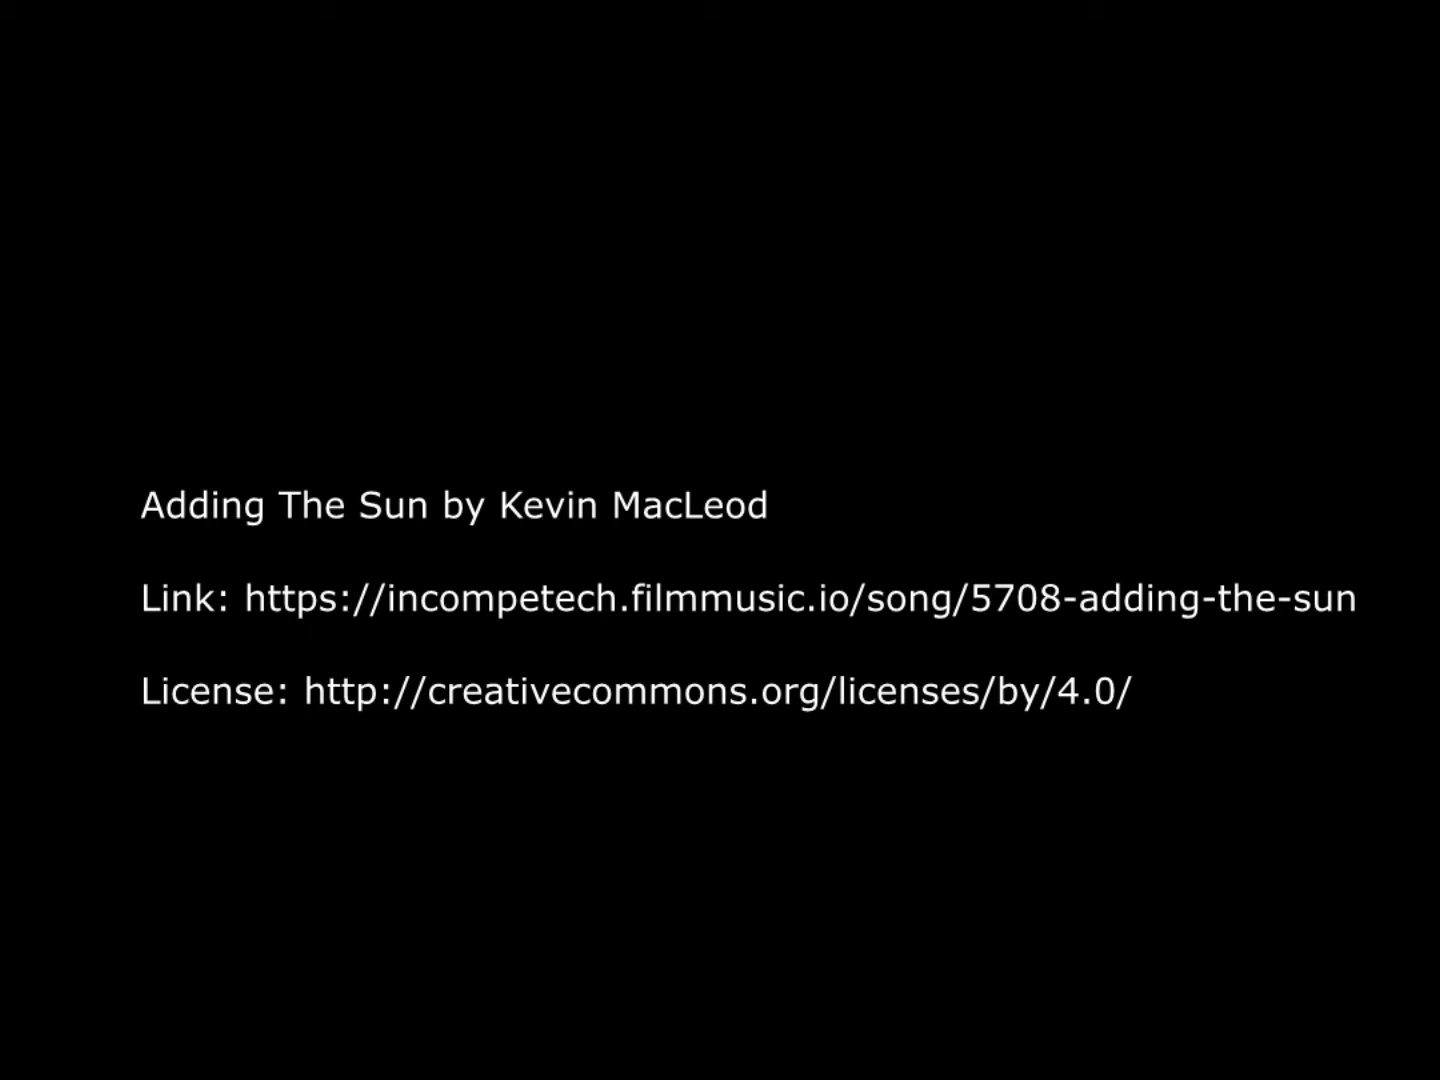 Adding The Sun by Kevin MacLeod
Link: https://incompetech.filmmusic.io/song/5708-adding-the-sun
License: http://creativecommons.org/licenses/by/4.0/